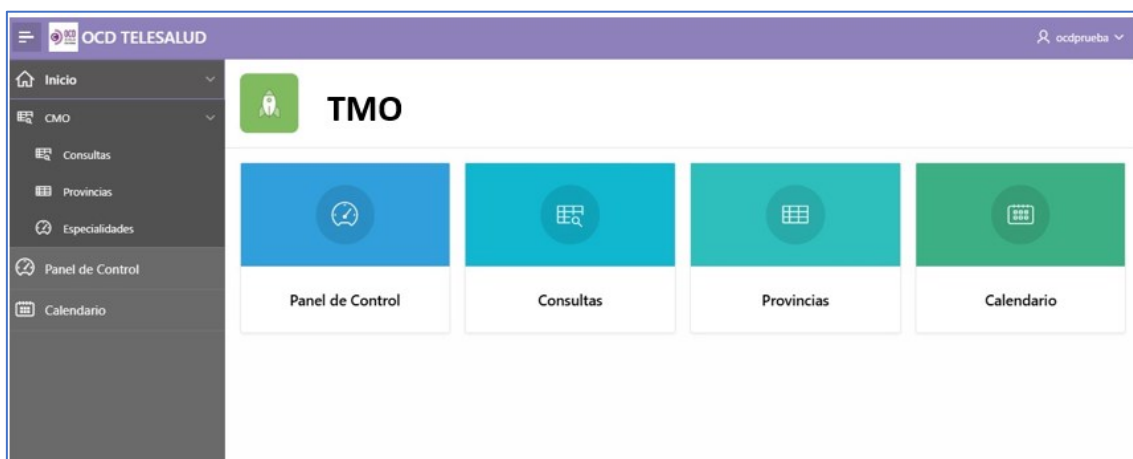 OCD TELESALUD
ocdprueba
Inicio
CMO
Consultas
Provincias
Especialidades
Panel de Control
Calendario
TMO
Panel de Control
Consultas
Provincias
Calendario